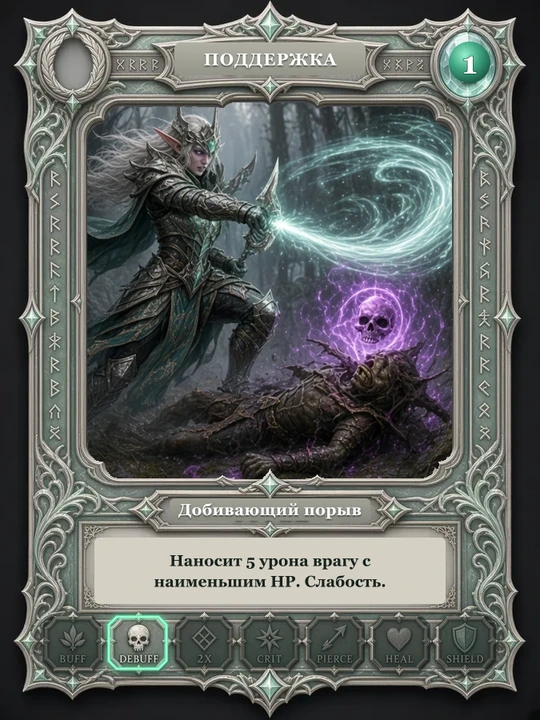 ПОДДЕРЖКА
1
Добивающий порыв
Наносит 5 урона врагу с
наименьшим HP. Слабость.
BUFF DEBUFF 2X CRIT PIERCE HEAL SHIELD